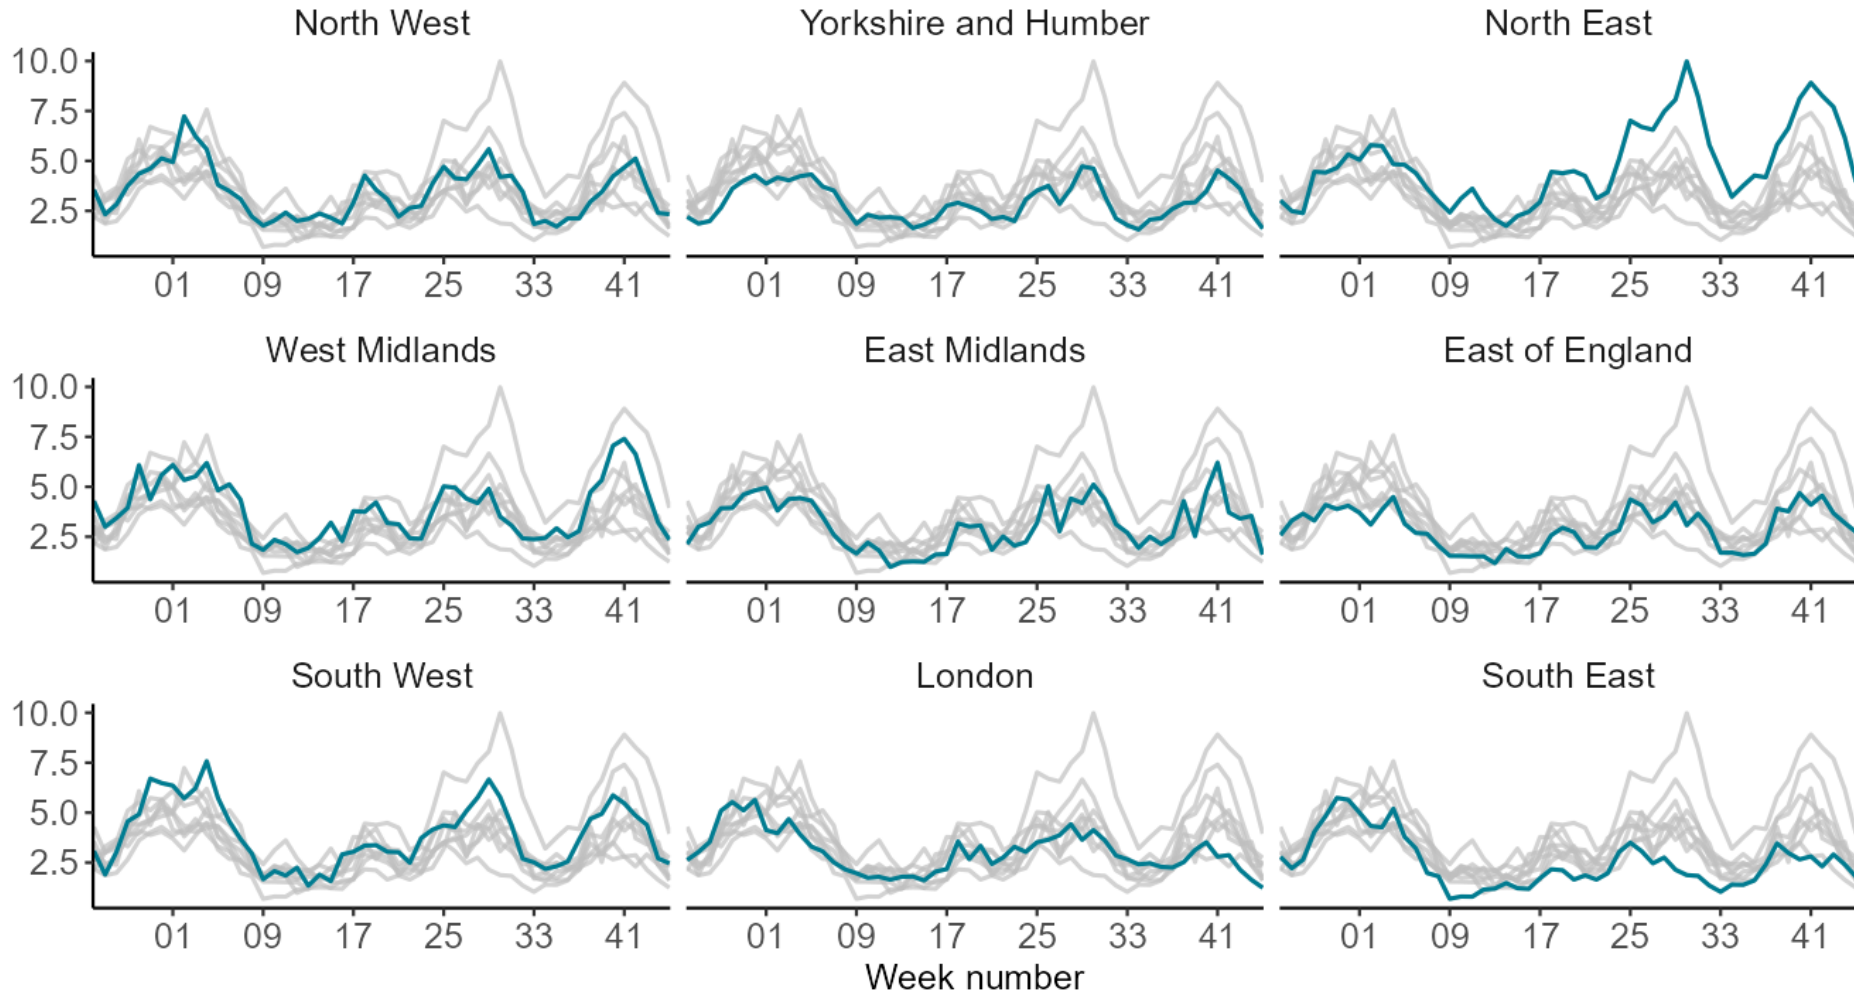 North West Yorkshire and Humber North East
10.0
7.5
5.0
2.5
01 09 17 25 33 41 01 09 17 25 33 41 01 09 17 25 33 41
West Midlands East Midlands East of England
10.0
7.5
5.0
2.5
01 09 17 25 33 41 01 09 17 25 33 41 01 09 17 25 33 41
South West London South East
10.0
7.5
5.0
2.5
01 09 17 25 33 41 01 09 17 25 33 41 01 09 17 25 33 41
Week number